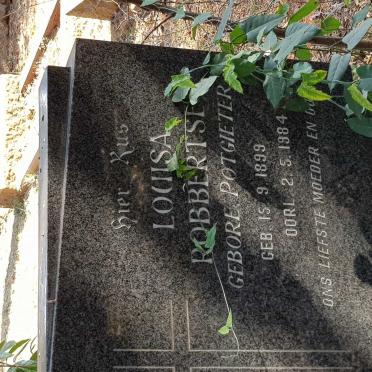 Hier Rus
LOUISA
ROBBERTSE
GEBORE POTGIETER
GEB 15.9.1899
OORL 2.5.1984
ONS LIEFSTE MOEDER EN